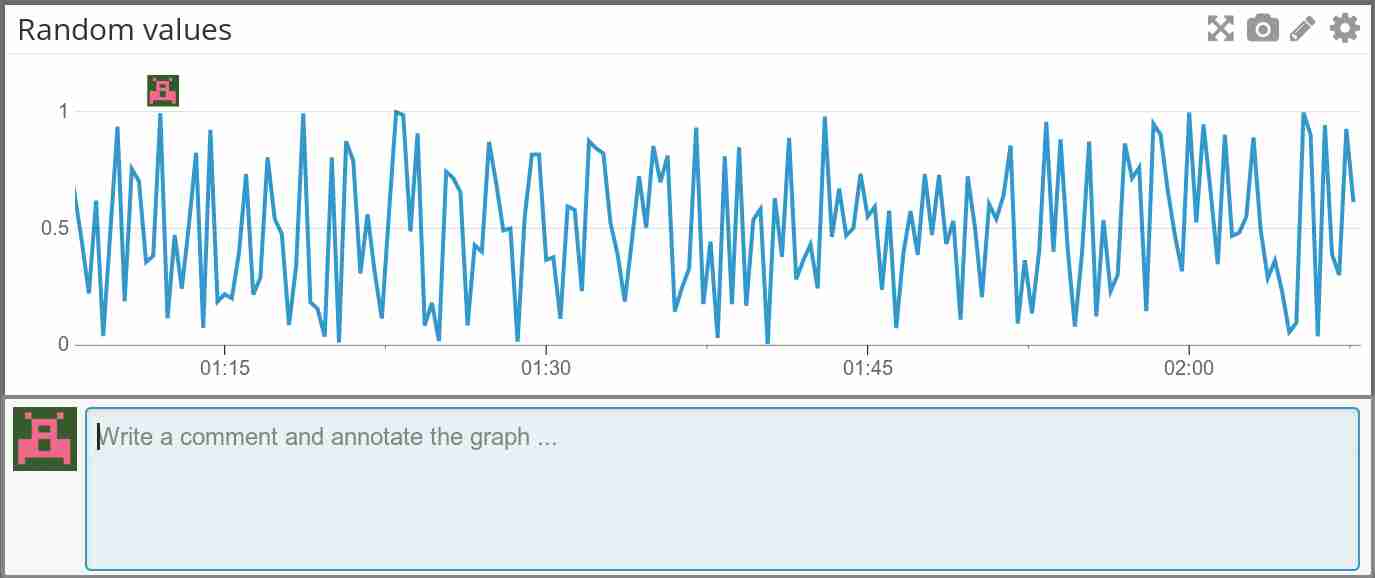 Random values
1
0.5
0
01:15 01:30 01:45 02:00
Write a comment and annotate the graph ...